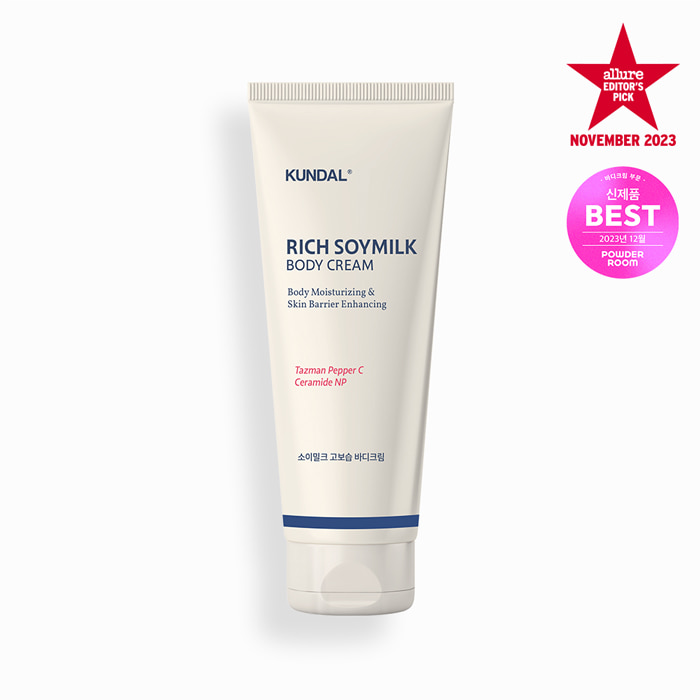 KUNDAL®
RICH SOYMILK
BODY CREAM
Body Moisturizing &
Skin Barrier Enhancing
Tazman Pepper C
Ceramide NP
소이밀크 고보습 바디크림
allure
EDITOR'S
PICK
NOVEMBER 2023
- 바디크림 부문 -
신제품
BEST
2023년 12월
POWDER
ROOM